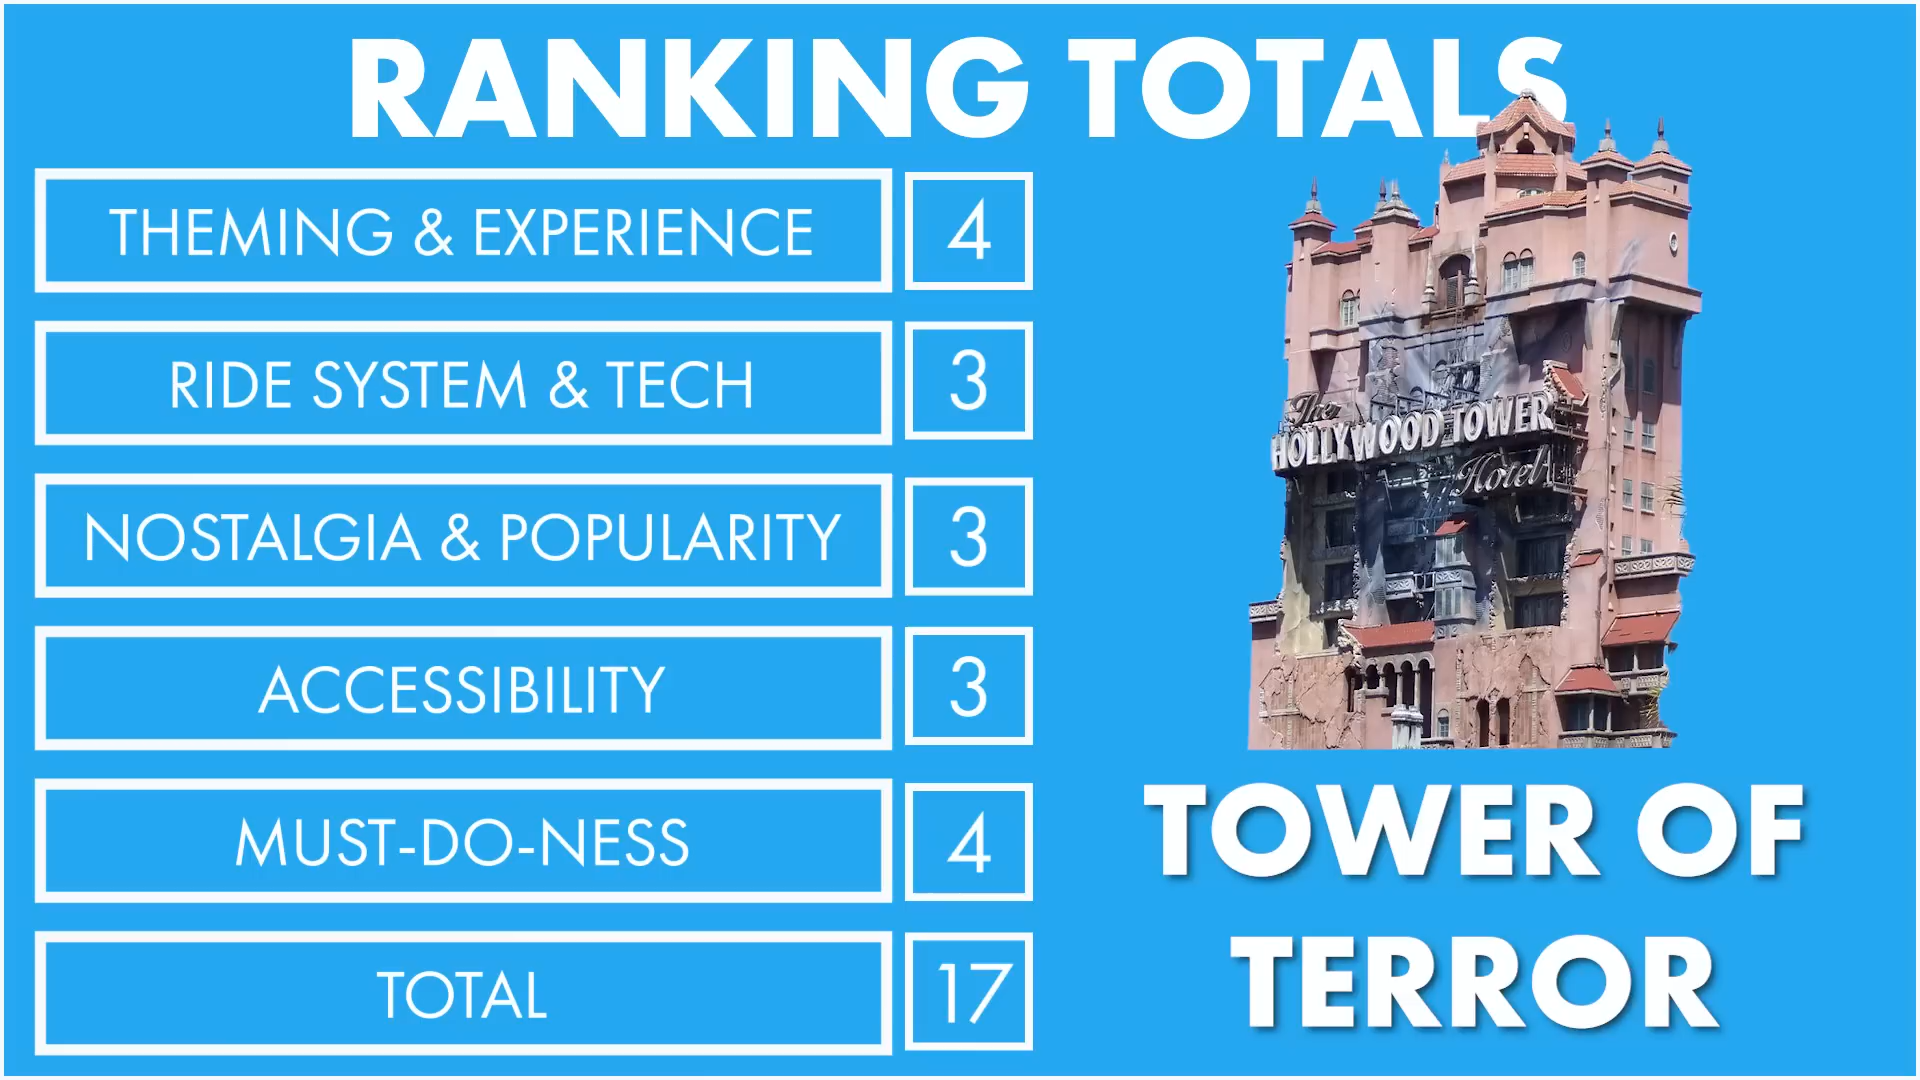 RANKING TOTALS
THEMING & EXPERIENCE 4
RIDE SYSTEM & TECH 3
NOSTALGIA & POPULARITY 3
ACCESSIBILITY 3
MUST-DO-NESS 4
TOTAL 17
The
HOLLYWOOD TOWER
Hotel
TOWER OF
TERROR